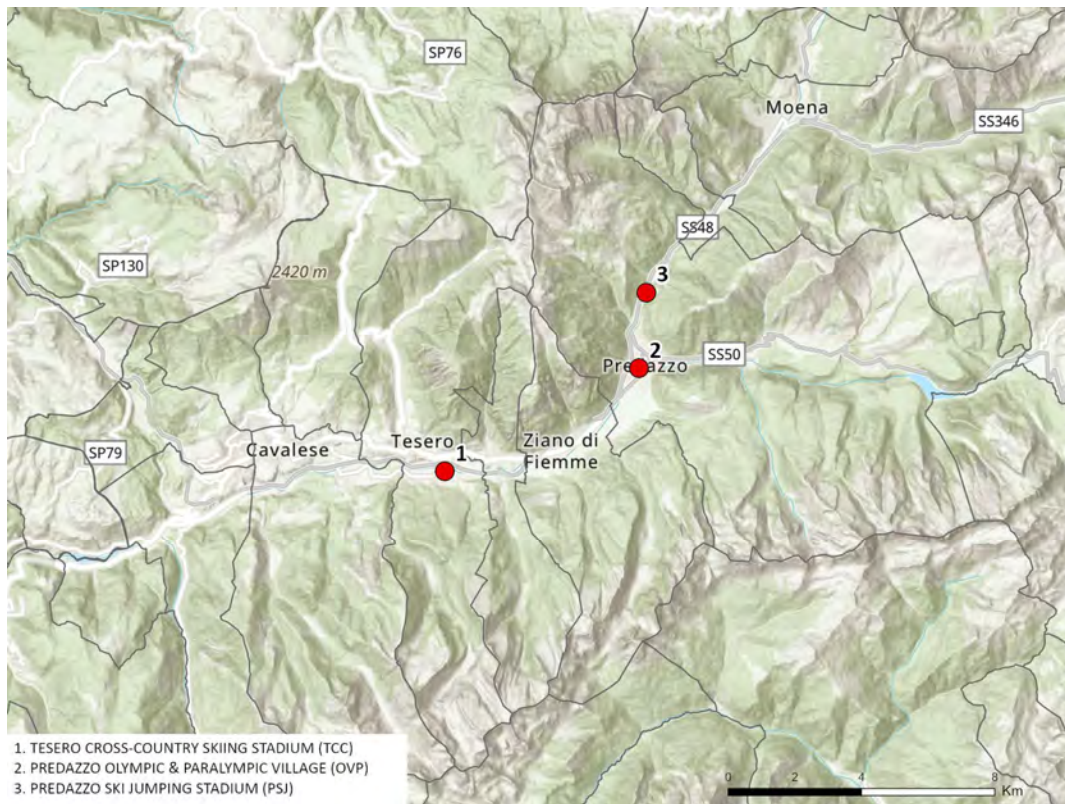 SP76
Moena
SS346
SS48
SP130
2420 m
3
2
Predazzo
SS50
Tesero
Ziano di
Fiemme
Cavalese
1
SP79
1. TESERO CROSS-COUNTRY SKIING STADIUM (TCC)
2. PREDAZZO OLYMPIC & PARALYMPIC VILLAGE (OVP)
3. PREDAZZO SKI JUMPING STADIUM (PSJ)
0 2 4 8
Km